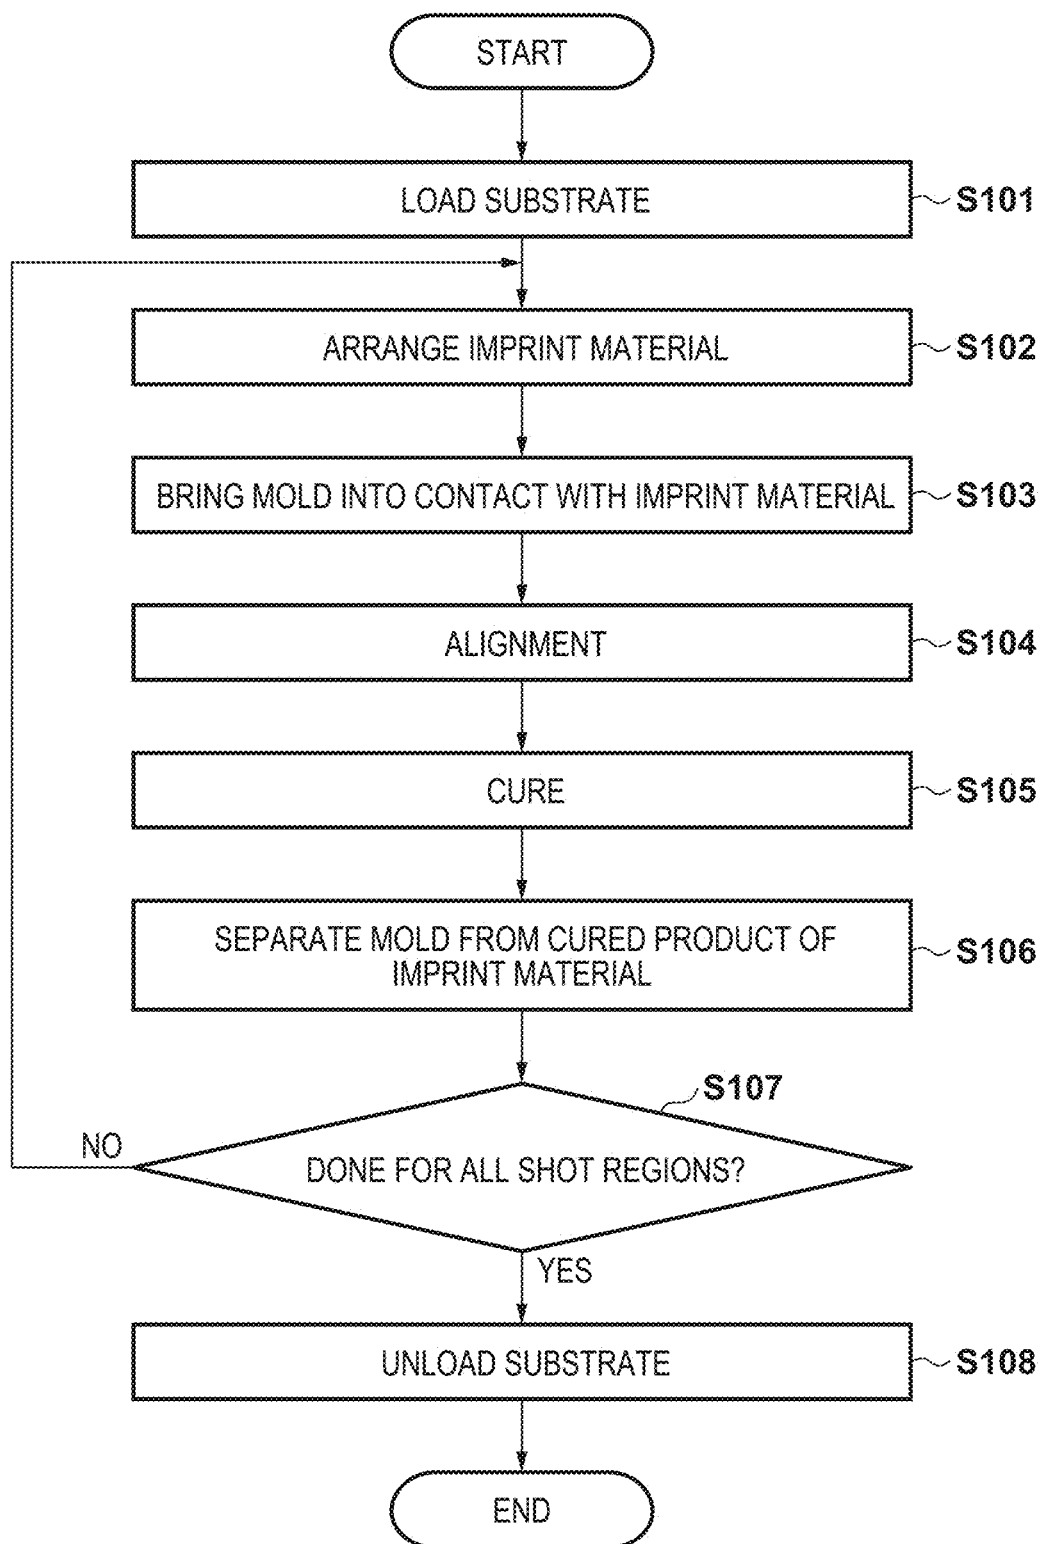 START
LOAD SUBSTRATE
S101
ARRANGE IMPRINT MATERIAL
S102
BRING MOLD INTO CONTACT WITH IMPRINT MATERIAL
S103
ALIGNMENT
S104
CURE
S105
SEPARATE MOLD FROM CURED PRODUCT OF
IMPRINT MATERIAL
S106
S107
NO
DONE FOR ALL SHOT REGIONS?
YES
UNLOAD SUBSTRATE
S108
END